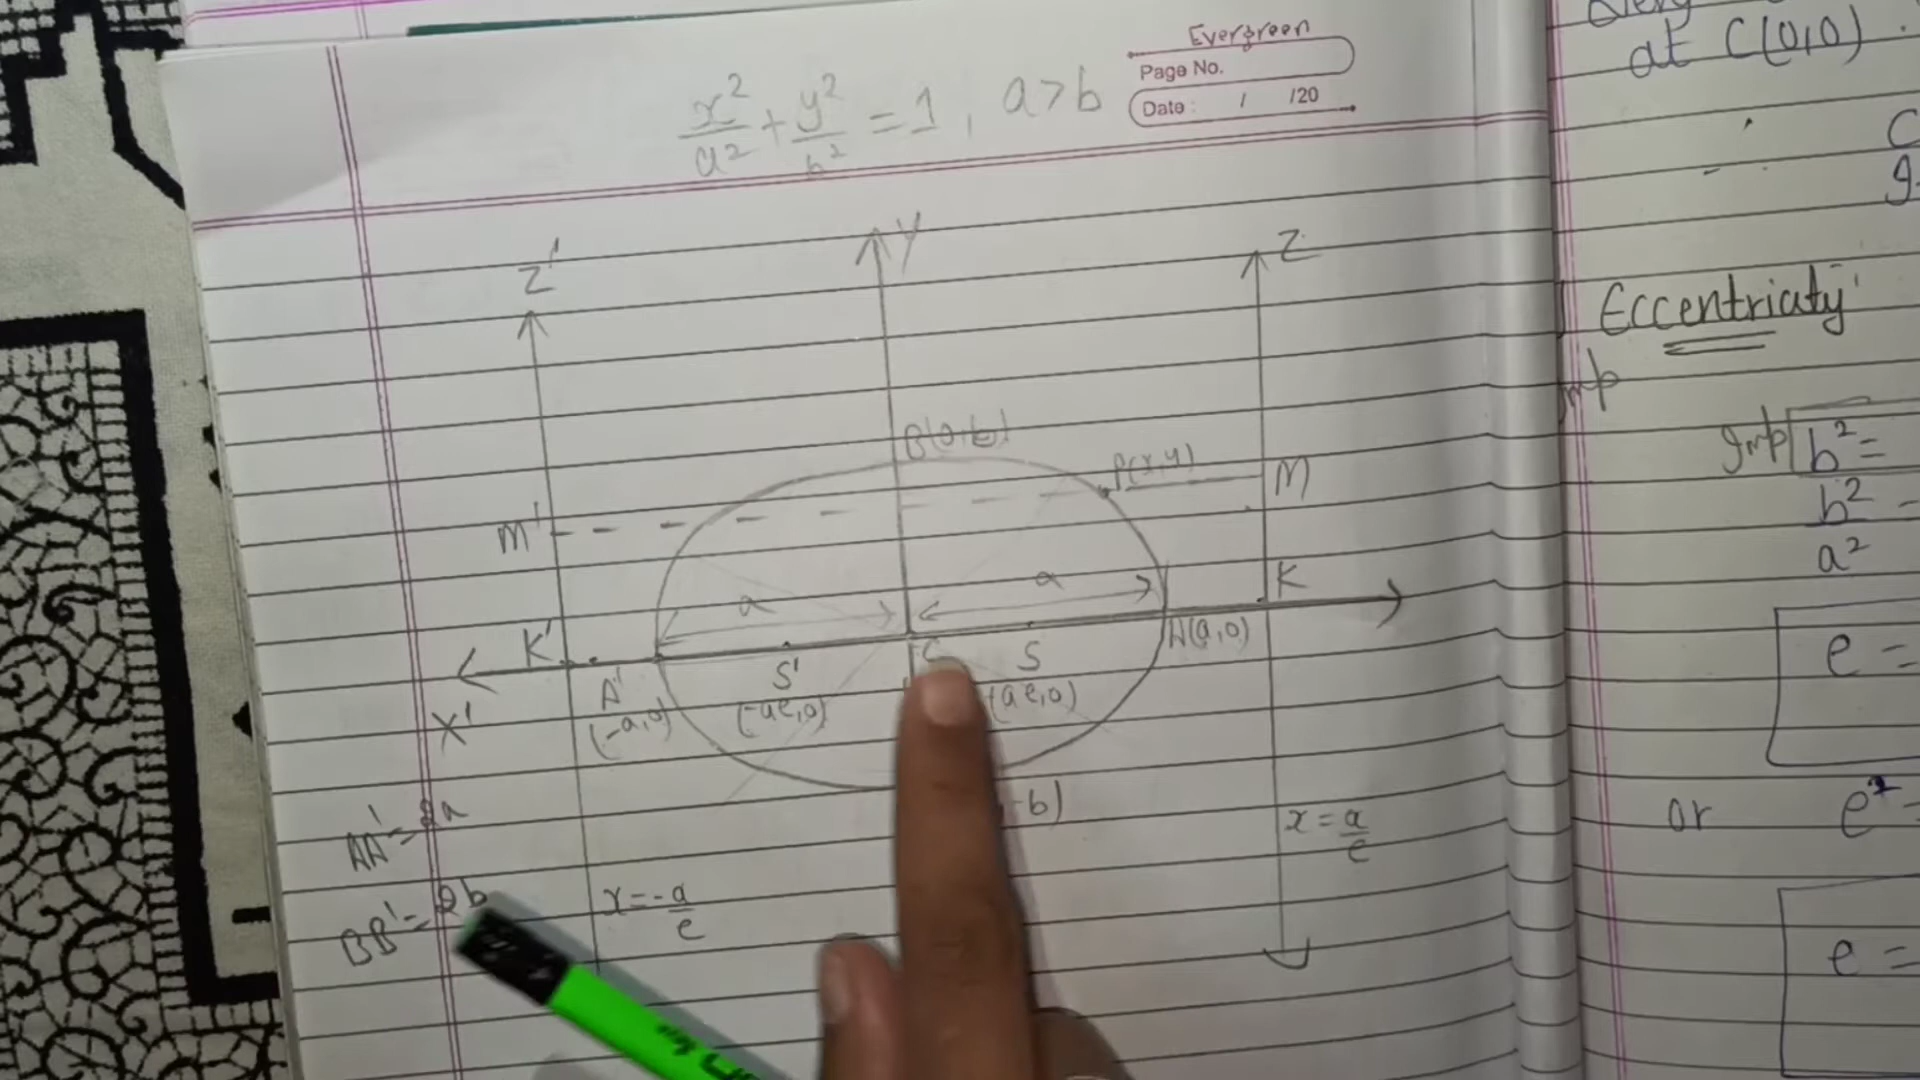 Evergreen
Page No.
Date : / /20
x²/a² + y²/b² = 1, a>b
Z'
Y
Z
B(0,b)
P(x,y)
M'
M
a
a
K'
K
A'
(-a,0)
S'
(-ae,0)
C
S
(ae,0)
A(a,0)
X'
-b)
AA'=2a
BB'=2b
x=-a/e
x=a/e
at C(0,0).
Eccentricity
Imp
Imp b²=
b²
a²
e=
or e²=
e=